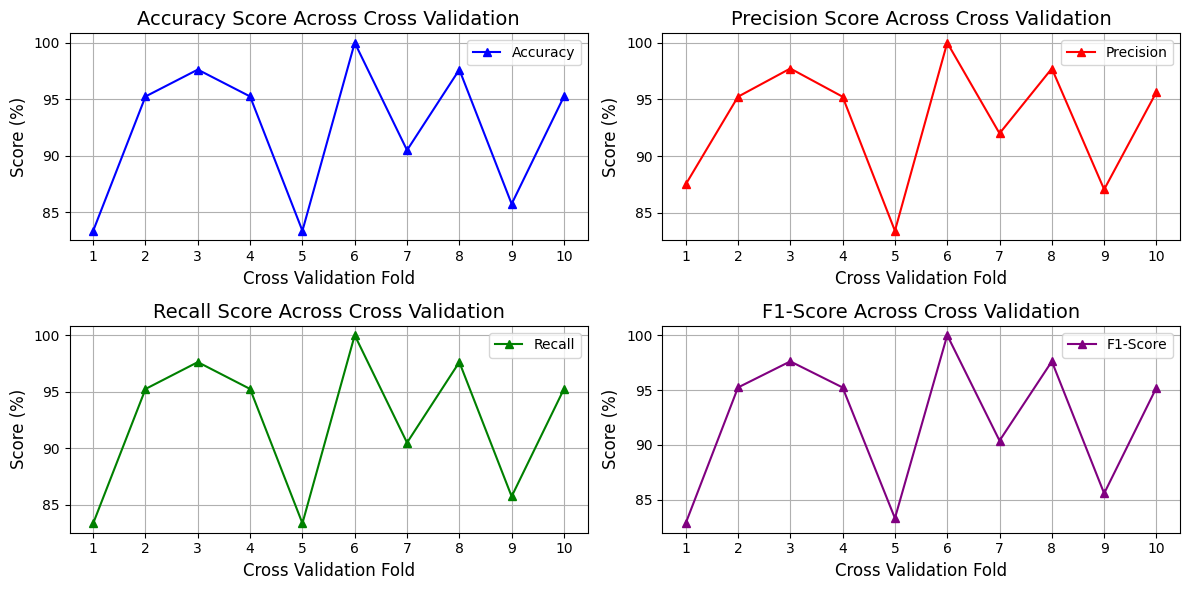 Accuracy Score Across Cross Validation
100
95
90
85
Score (%)
Accuracy
1 2 3 4 5 6 7 8 9 10
Cross Validation Fold
Precision Score Across Cross Validation
100
95
90
85
Score (%)
Precision
1 2 3 4 5 6 7 8 9 10
Cross Validation Fold
Recall Score Across Cross Validation
100
95
90
85
Score (%)
Recall
1 2 3 4 5 6 7 8 9 10
Cross Validation Fold
F1-Score Across Cross Validation
100
95
90
85
Score (%)
F1-Score
1 2 3 4 5 6 7 8 9 10
Cross Validation Fold